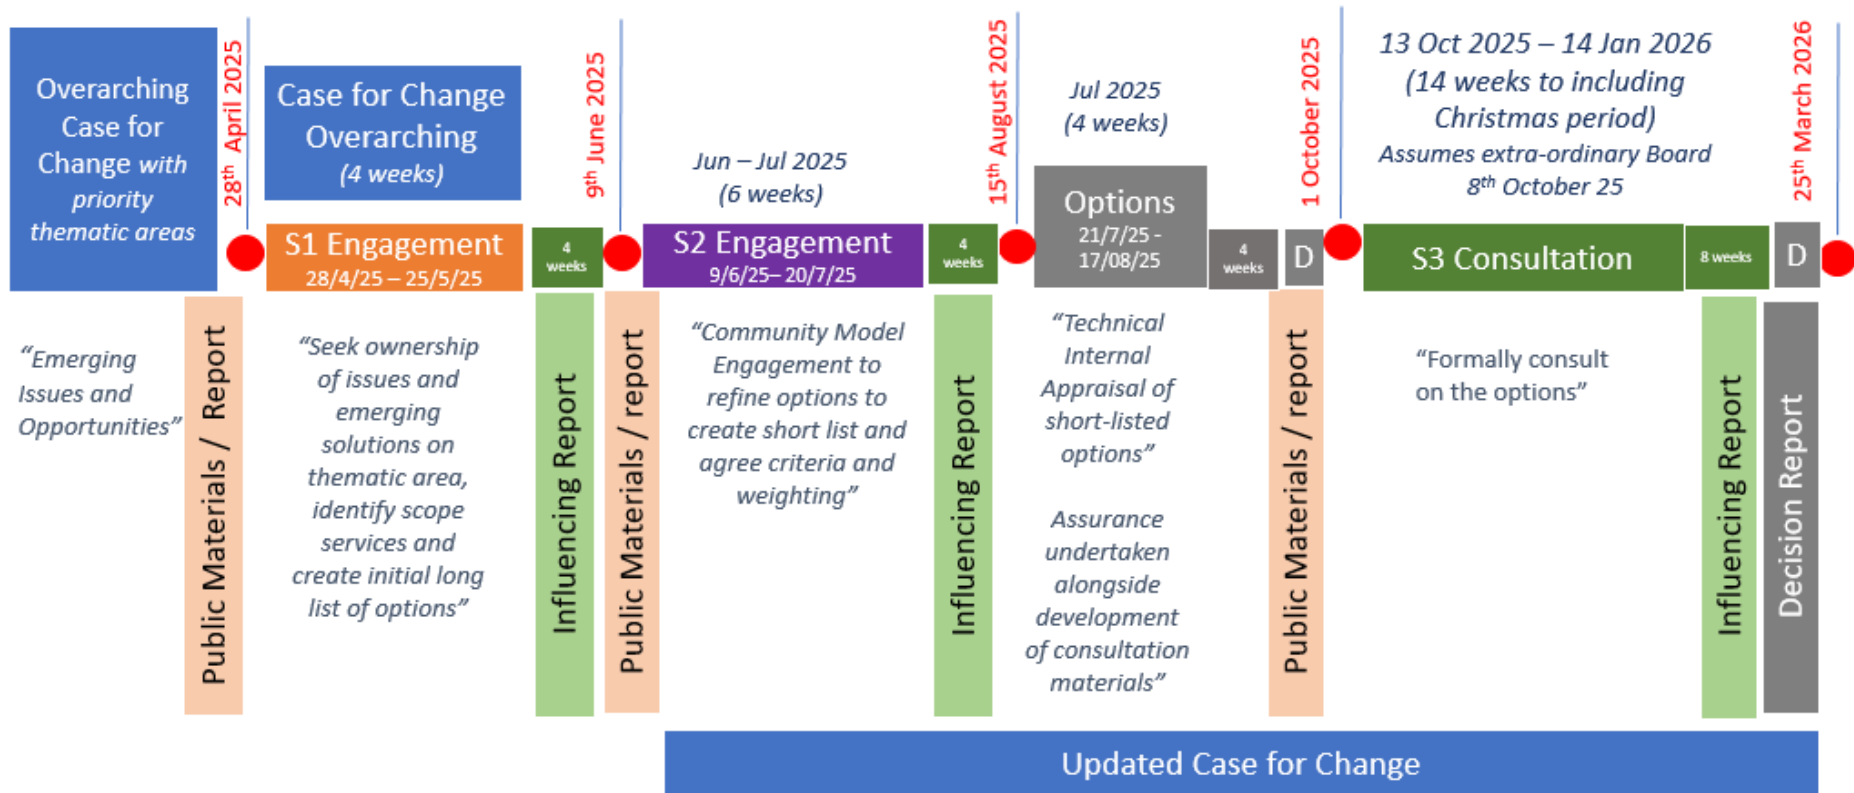 Overarching
Case for
Change with
priority
thematic areas
28th April 2025
Case for Change
Overarching
(4 weeks)
9th June 2025
Jun – Jul 2025
(6 weeks)
15th August 2025
Jul 2025
(4 weeks)
1 October 2025
13 Oct 2025 – 14 Jan 2026
(14 weeks to including
Christmas period)
Assumes extra-ordinary Board
8th October 25
25th March 2026
S1 Engagement
28/4/25 – 25/5/25
4
weeks
S2 Engagement
9/6/25– 20/7/25
4
weeks
Options
21/7/25 -
17/08/25
4
weeks
D
S3 Consultation
8 weeks
D
“Emerging
Issues and
Opportunities”
Public Materials / Report
“Seek ownership
of issues and
emerging
solutions on
thematic area,
identify scope
services and
create initial long
list of options”
Influencing Report
Public Materials / report
“Community Model
Engagement to
refine options to
create short list and
agree criteria and
weighting”
Influencing Report
“Technical
Internal
Appraisal of
short-listed
options”
Assurance
undertaken
alongside
development
of consultation
materials”
Public Materials / report
“Formally consult
on the options”
Influencing Report
Decision Report
Updated Case for Change